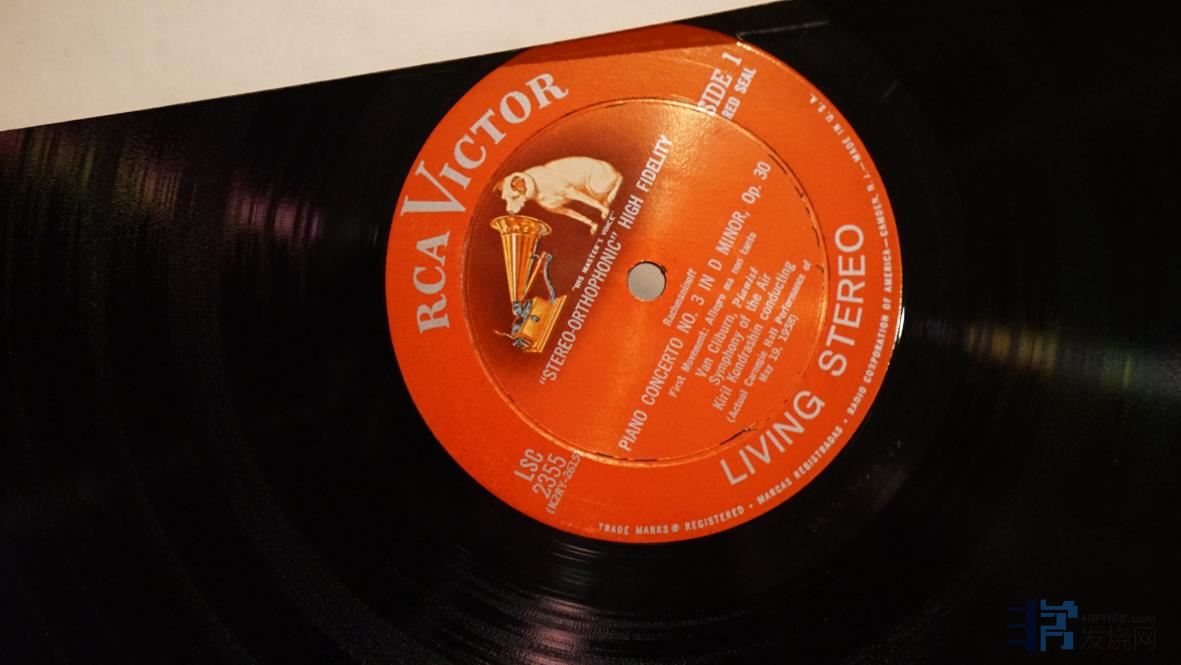 RCA VICTOR
SIDE 1
RED SEAL
"HIS MASTER'S VOICE"
"STEREO-ORTHOPHONIC" HIGH FIDELITY
Rachmaninoff
PIANO CONCERTO NO. 3 IN D MINOR, Op. 30
First Movement: Allegro ma non tanto
Van Cliburn, Pianist
Symphony of the Air
Kiril Kondrashin conducting
(Actual Carnegie Hall Performance of
May 19, 1958)
LSC
2355
(K2RY-2615)
LIVING STEREO
TRADE MARKS ® REGISTERED • MARCAS REGISTRADAS • RADIO CORPORATION OF AMERICA—CAMDEN, N. J.—MADE IN U.S.A.
HIFI168.com
发烧网